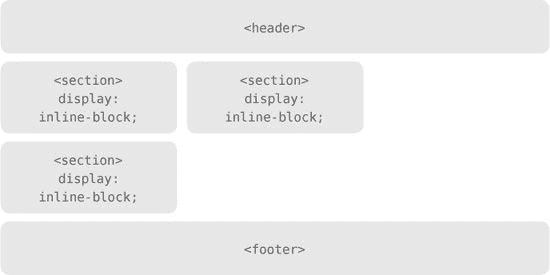 <header>
<section>
display:
inline-block;
<section>
display:
inline-block;
<section>
display:
inline-block;
<footer>